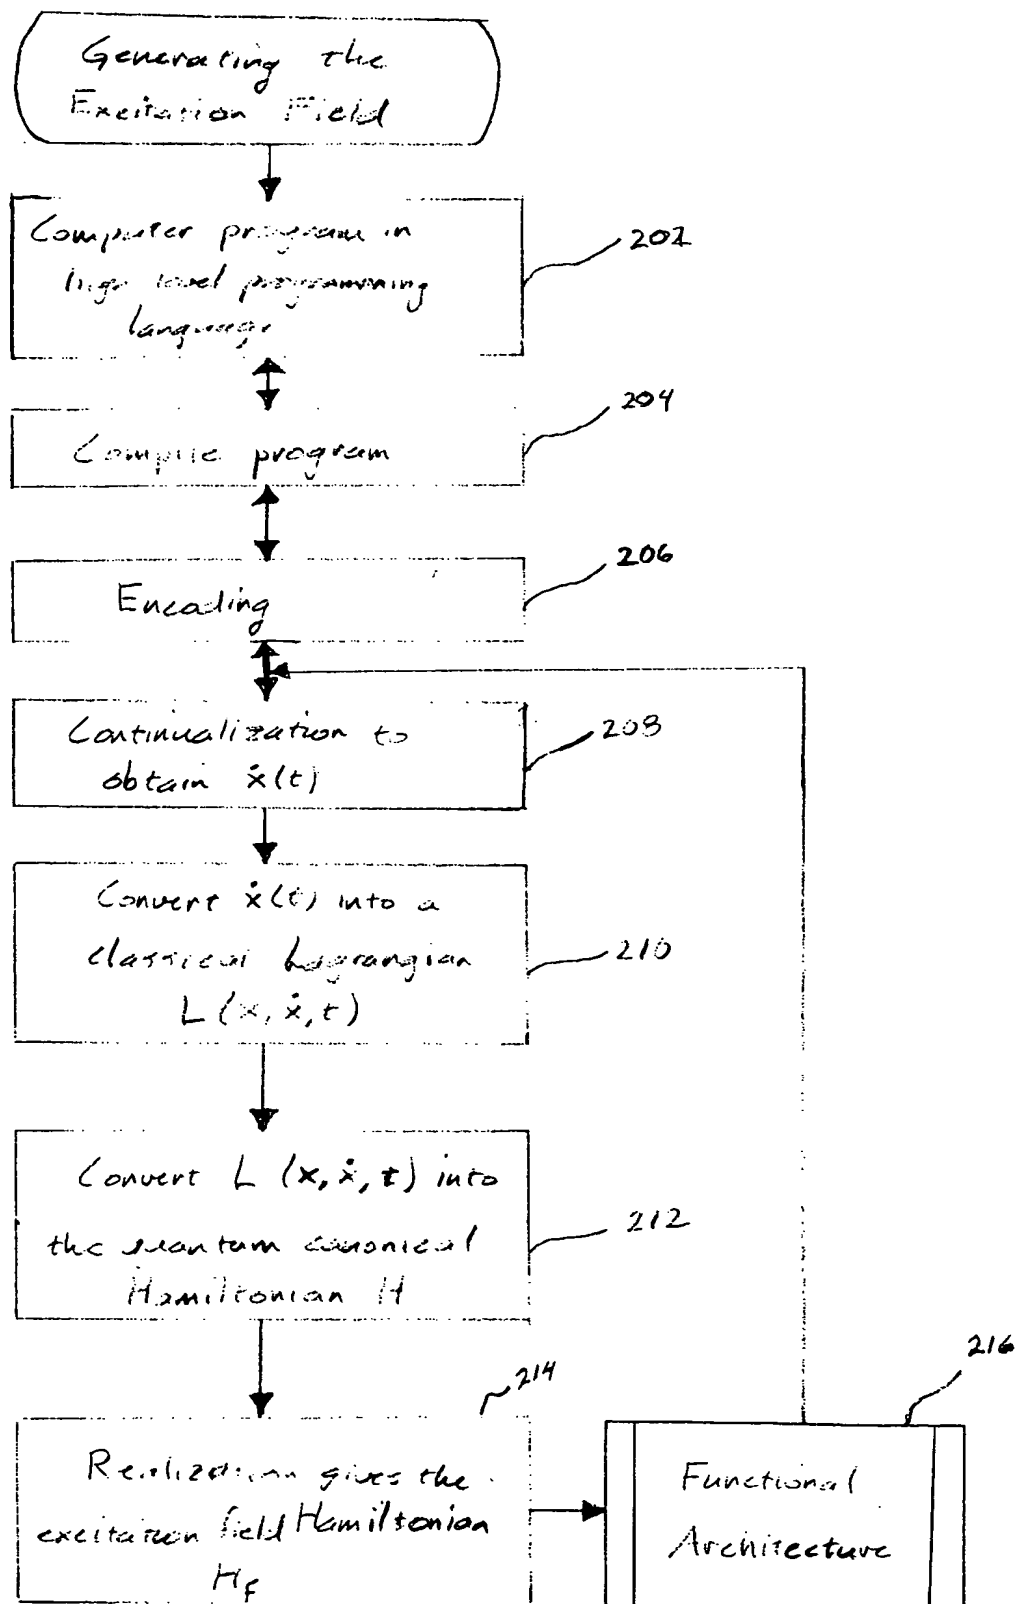 Generating the
Excitation Field
Computer program in
high level programming
language
202
Compile program
204
Encoding
206
Continualization to
obtain ẋ(t)
208
Convert ẋ(t) into a
classical Lagrangian
L(x, ẋ, t)
210
Convert L (x, ẋ, t) into
the quantum canonical
Hamiltonian H
212
214
Realization gives the
excitation field Hamiltonian
H_f
216
Functional
Architecture